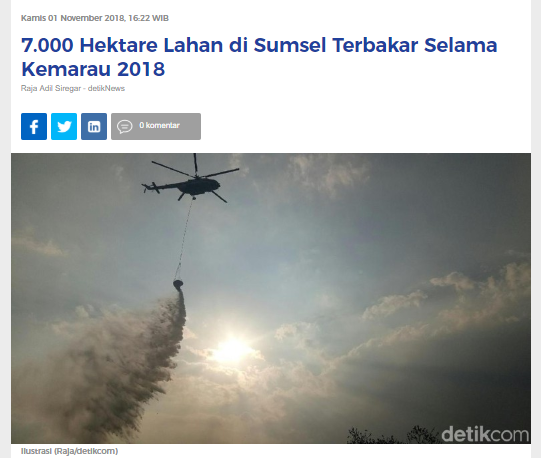 Kamis 01 November 2018, 16:22 WIB
7.000 Hektare Lahan di Sumsel Terbakar Selama
Kemarau 2018
Raja Adil Siregar - detikNews
0 komentar
detikcom
Ilustrasi (Raja/detikcom)